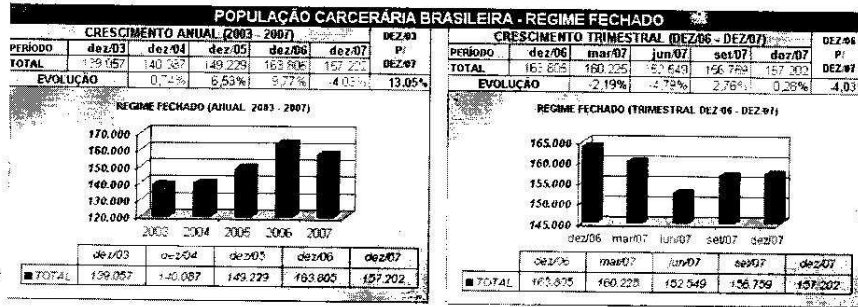 POPULAÇÃO CARCERÁRIA BRASILEIRA - REGIME FECHADO
CRESCIMENTO ANUAL (2003 - 2007) DEZ/03
PERÍODO dez/03 dez/04 dez/05 dez/06 dez/07 P/
TOTAL 139.057 140.087 149.229 163.805 157.202 DEZ/07
EVOLUÇÃO 0,74% 6,53% 9,77% -4,03% 13.05%
REGIME FECHADO (ANUAL 2003 - 2007)
170.000
160.000
150.000
140.000
130.000
120.000
2003 2004 2005 2006 2007
dez/03 dez/04 dez/05 dez/06 dez/07
TOTAL 139.057 140.087 149.229 163.805 157.202
CRESCIMENTO TRIMESTRAL (DEZ/06 - DEZ/07) DEZ/06
PERÍODO dez/06 mar/07 jun/07 set/07 dez/07 P/
TOTAL 163.805 160.225 152.549 156.759 157.202 DEZ/07
EVOLUÇÃO -2,19% -4,79% 2,76% 0,28% -4,03
REGIME FECHADO (TRIMESTRAL DEZ-06 - DEZ-07)
165.000
160.000
155.000
150.000
145.000
dez/06 mar/07 jun/07 set/07 dez/07
dez/06 mar/07 jun/07 set/07 dez/07
TOTAL 163.805 160.225 152.549 156.759 157.202